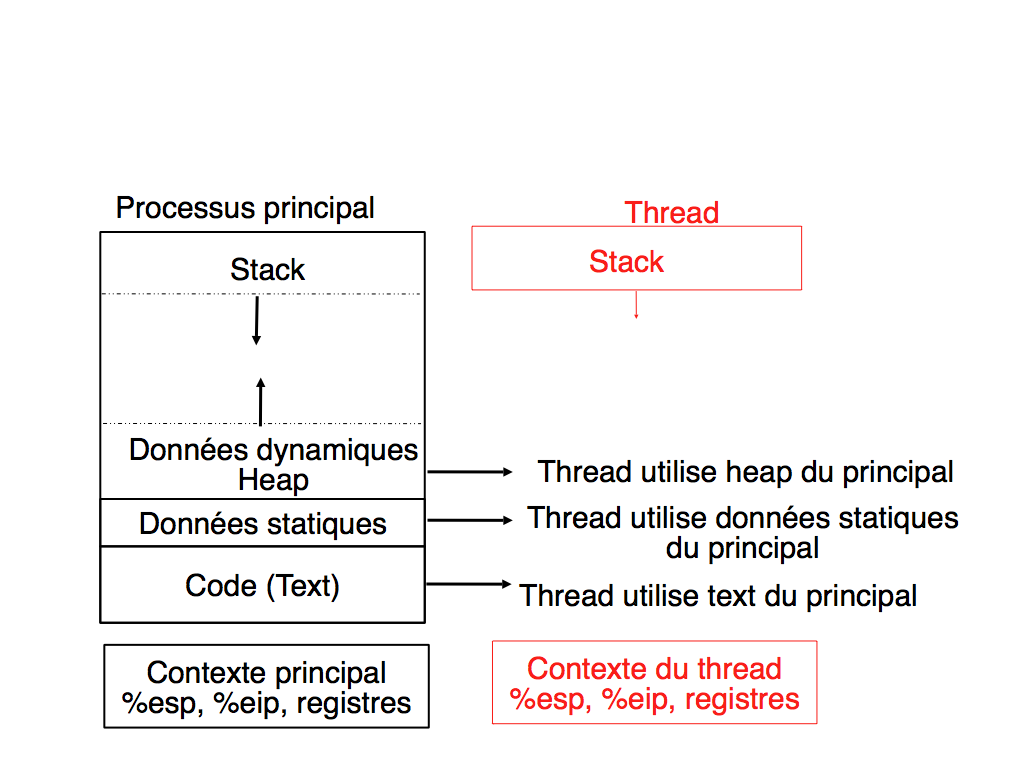 Processus principal
Thread
Stack
Stack
Données dynamiques
Heap
Thread utilise heap du principal
Données statiques
Thread utilise données statiques
du principal
Code (Text)
Thread utilise text du principal
Contexte principal
%esp, %eip, registres
Contexte du thread
%esp, %eip, registres